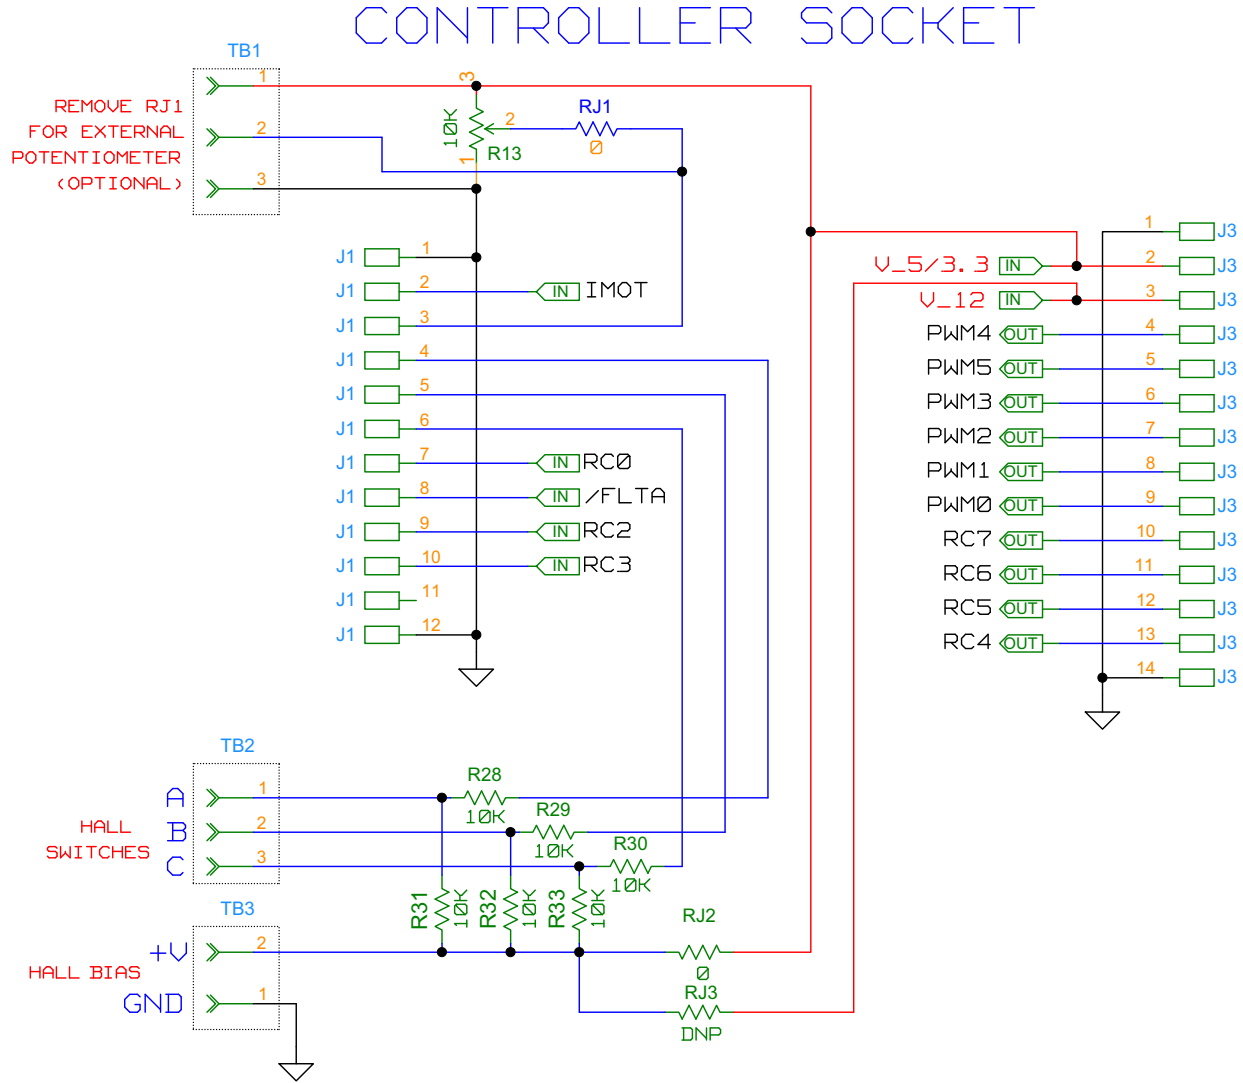 CONTROLLER SOCKET
TB1
1
REMOVE RJ1
FOR EXTERNAL
POTENTIOMETER
(OPTIONAL)
2
3
3
10K
1
2
R13
RJ1
0
J1 1
J1 2 IN IMOT
J1 3
J1 4
J1 5
J1 6
J1 7 IN RC0
J1 8 IN /FLTA
J1 9 IN RC2
J1 10 IN RC3
J1 11
J1 12
1 J3
V_5/3.3 IN 2 J3
V_12 IN 3 J3
PWM4 OUT 4 J3
PWM5 OUT 5 J3
PWM3 OUT 6 J3
PWM2 OUT 7 J3
PWM1 OUT 8 J3
PWM0 OUT 9 J3
RC7 OUT 10 J3
RC6 OUT 11 J3
RC5 OUT 12 J3
RC4 OUT 13 J3
14 J3
TB2
A 1
B 2
C 3
HALL
SWITCHES
R28
10K
R29
10K
R30
10K
R31 10K
R32 10K
R33 10K
TB3
+V 2
HALL BIAS
GND 1
RJ2
0
RJ3
DNP